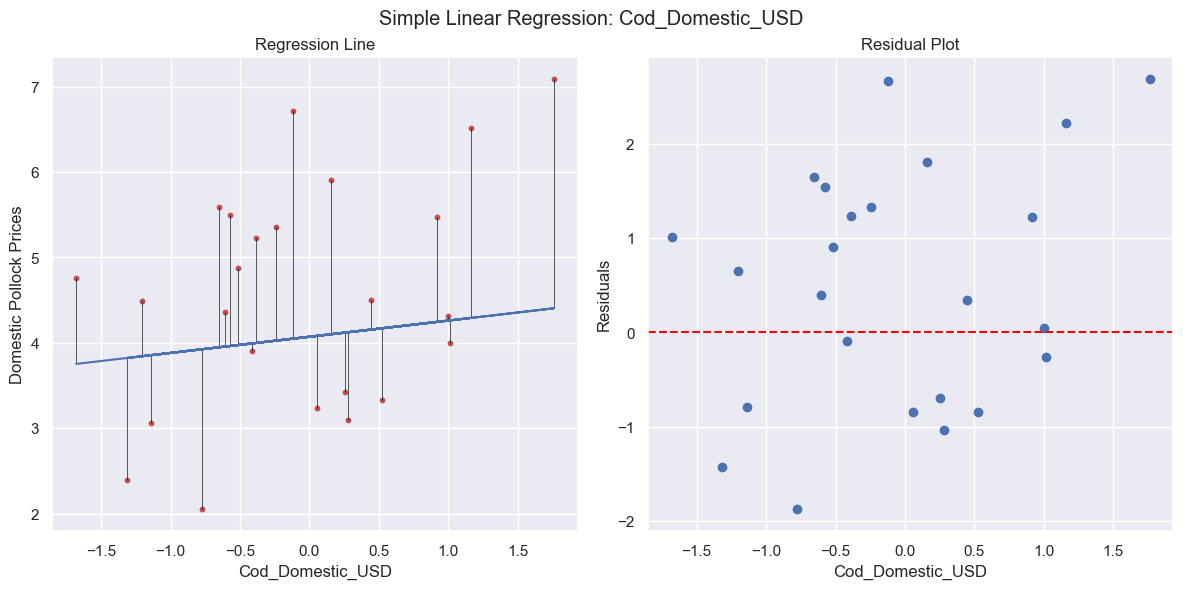 Simple Linear Regression: Cod_Domestic_USD
Regression Line
Domestic Pollock Prices
7
6
5
4
3
2
−1.5 −1.0 −0.5 0.0 0.5 1.0 1.5
Cod_Domestic_USD
Residual Plot
Residuals
2
1
0
−1
−2
−1.5 −1.0 −0.5 0.0 0.5 1.0 1.5
Cod_Domestic_USD